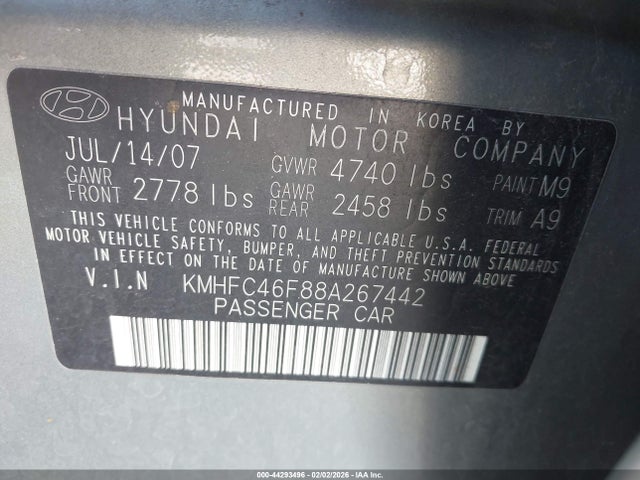 MANUFACTURED IN KOREA BY
HYUNDAI MOTOR COMPANY
JUL/14/07 GVWR 4740 lbs PAINT M9
GAWR FRONT 2778 lbs GAWR REAR 2458 lbs TRIM A9
THIS VEHICLE CONFORMS TO ALL APPLICABLE U.S.A. FEDERAL
MOTOR VEHICLE SAFETY, BUMPER, AND THEFT PREVENTION STANDARDS
IN EFFECT ON THE DATE OF MANUFACTURE SHOWN ABOVE
V.I.N KMHFC46F88A267442
PASSENGER CAR
000-44293496 - 02/02/2026 - IAA, Inc.